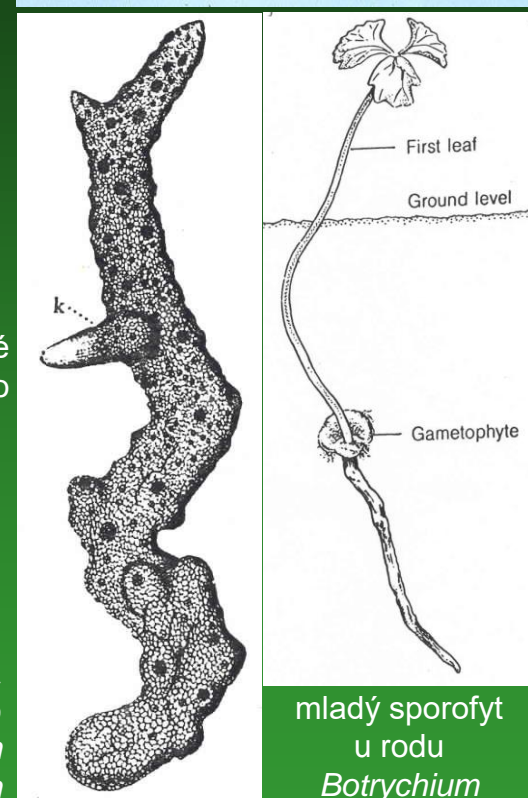 First leaf
Ground level
k
é
Gametophyte
mladý sporofyt
u rodu
Botrychium